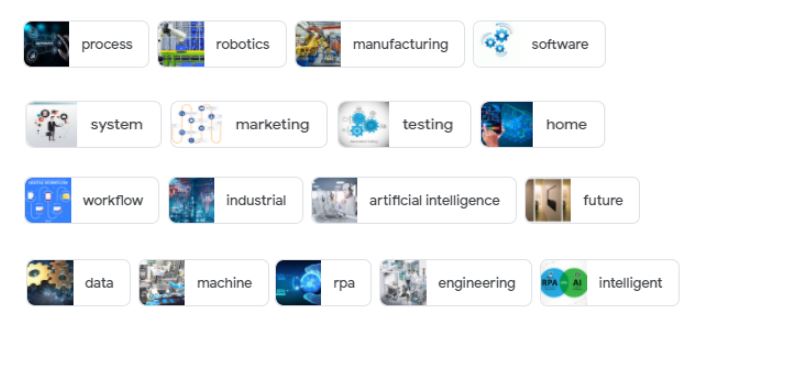 process robotics manufacturing software
system marketing testing home
workflow industrial artificial intelligence future
data machine rpa engineering RPA AI intelligent